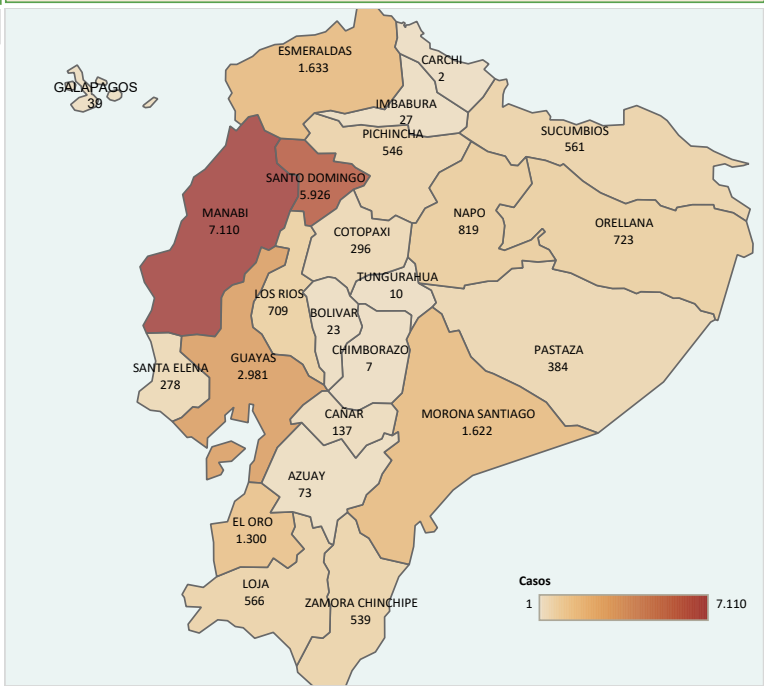 ESMERALDAS
1.633
CARCHI
2
GALAPAGOS
39
IMBABURA
27
PICHINCHA
546
SUCUMBIOS
561
SANTO DOMINGO
5.926
MANABI
7.110
NAPO
819
ORELLANA
723
COTOPAXI
296
TUNGURAHUA
10
LOS RIOS
709
BOLIVAR
23
CHIMBORAZO
7
PASTAZA
384
SANTA ELENA
278
GUAYAS
2.981
CAÑAR
137
MORONA SANTIAGO
1.622
AZUAY
73
EL ORO
1.300
LOJA
566
ZAMORA CHINCHIPE
539
Casos
1 7.110